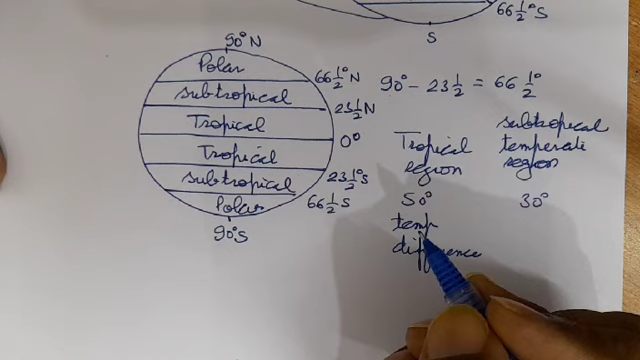 66 1/2° S
S
90° N
Polar
66 1/2° N
90° - 23 1/2 = 66 1/2°
subtropical
23 1/2 N
Tropical
0°
subtropical
Tropical temperate
region region
Tropical
23 1/2° S
subtropical
50° 30°
Polar
66 1/2 S
temp
90° S
difference